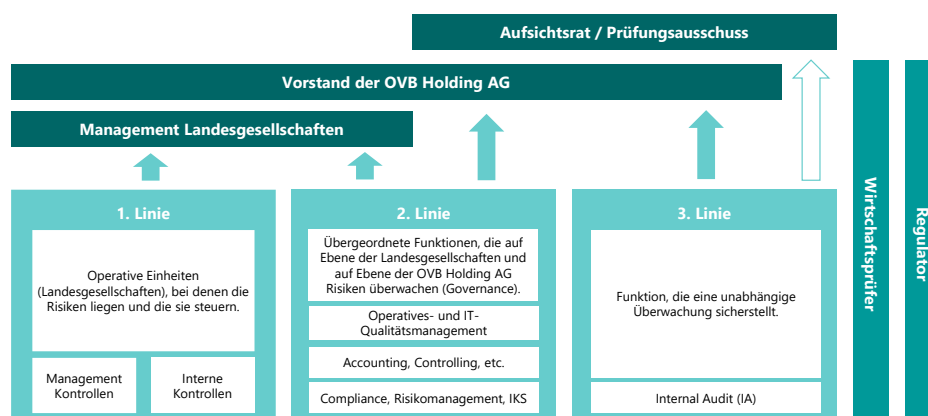 Aufsichtsrat / Prüfungsausschuss
Vorstand der OVB Holding AG
Management Landesgesellschaften
1. Linie
Operative Einheiten
(Landesgesellschaften), bei denen die
Risiken liegen und die sie steuern.
Management
Kontrollen
Interne
Kontrollen
2. Linie
Übergeordnete Funktionen, die auf
Ebene der Landesgesellschaften und
auf Ebene der OVB Holding AG
Risiken überwachen (Governance).
Operatives- und IT-
Qualitätsmanagement
Accounting, Controlling, etc.
Compliance, Risikomanagement, IKS
3. Linie
Funktion, die eine unabhängige
Überwachung sicherstellt.
Internal Audit (IA)
Wirtschaftsprüfer
Regulator